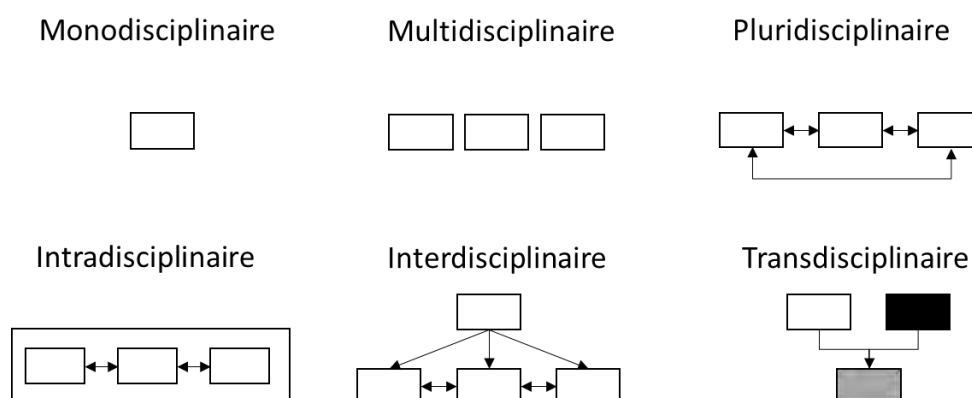 Monodisciplinaire
Multidisciplinaire
Pluridisciplinaire
Intradisciplinaire
Interdisciplinaire
Transdisciplinaire